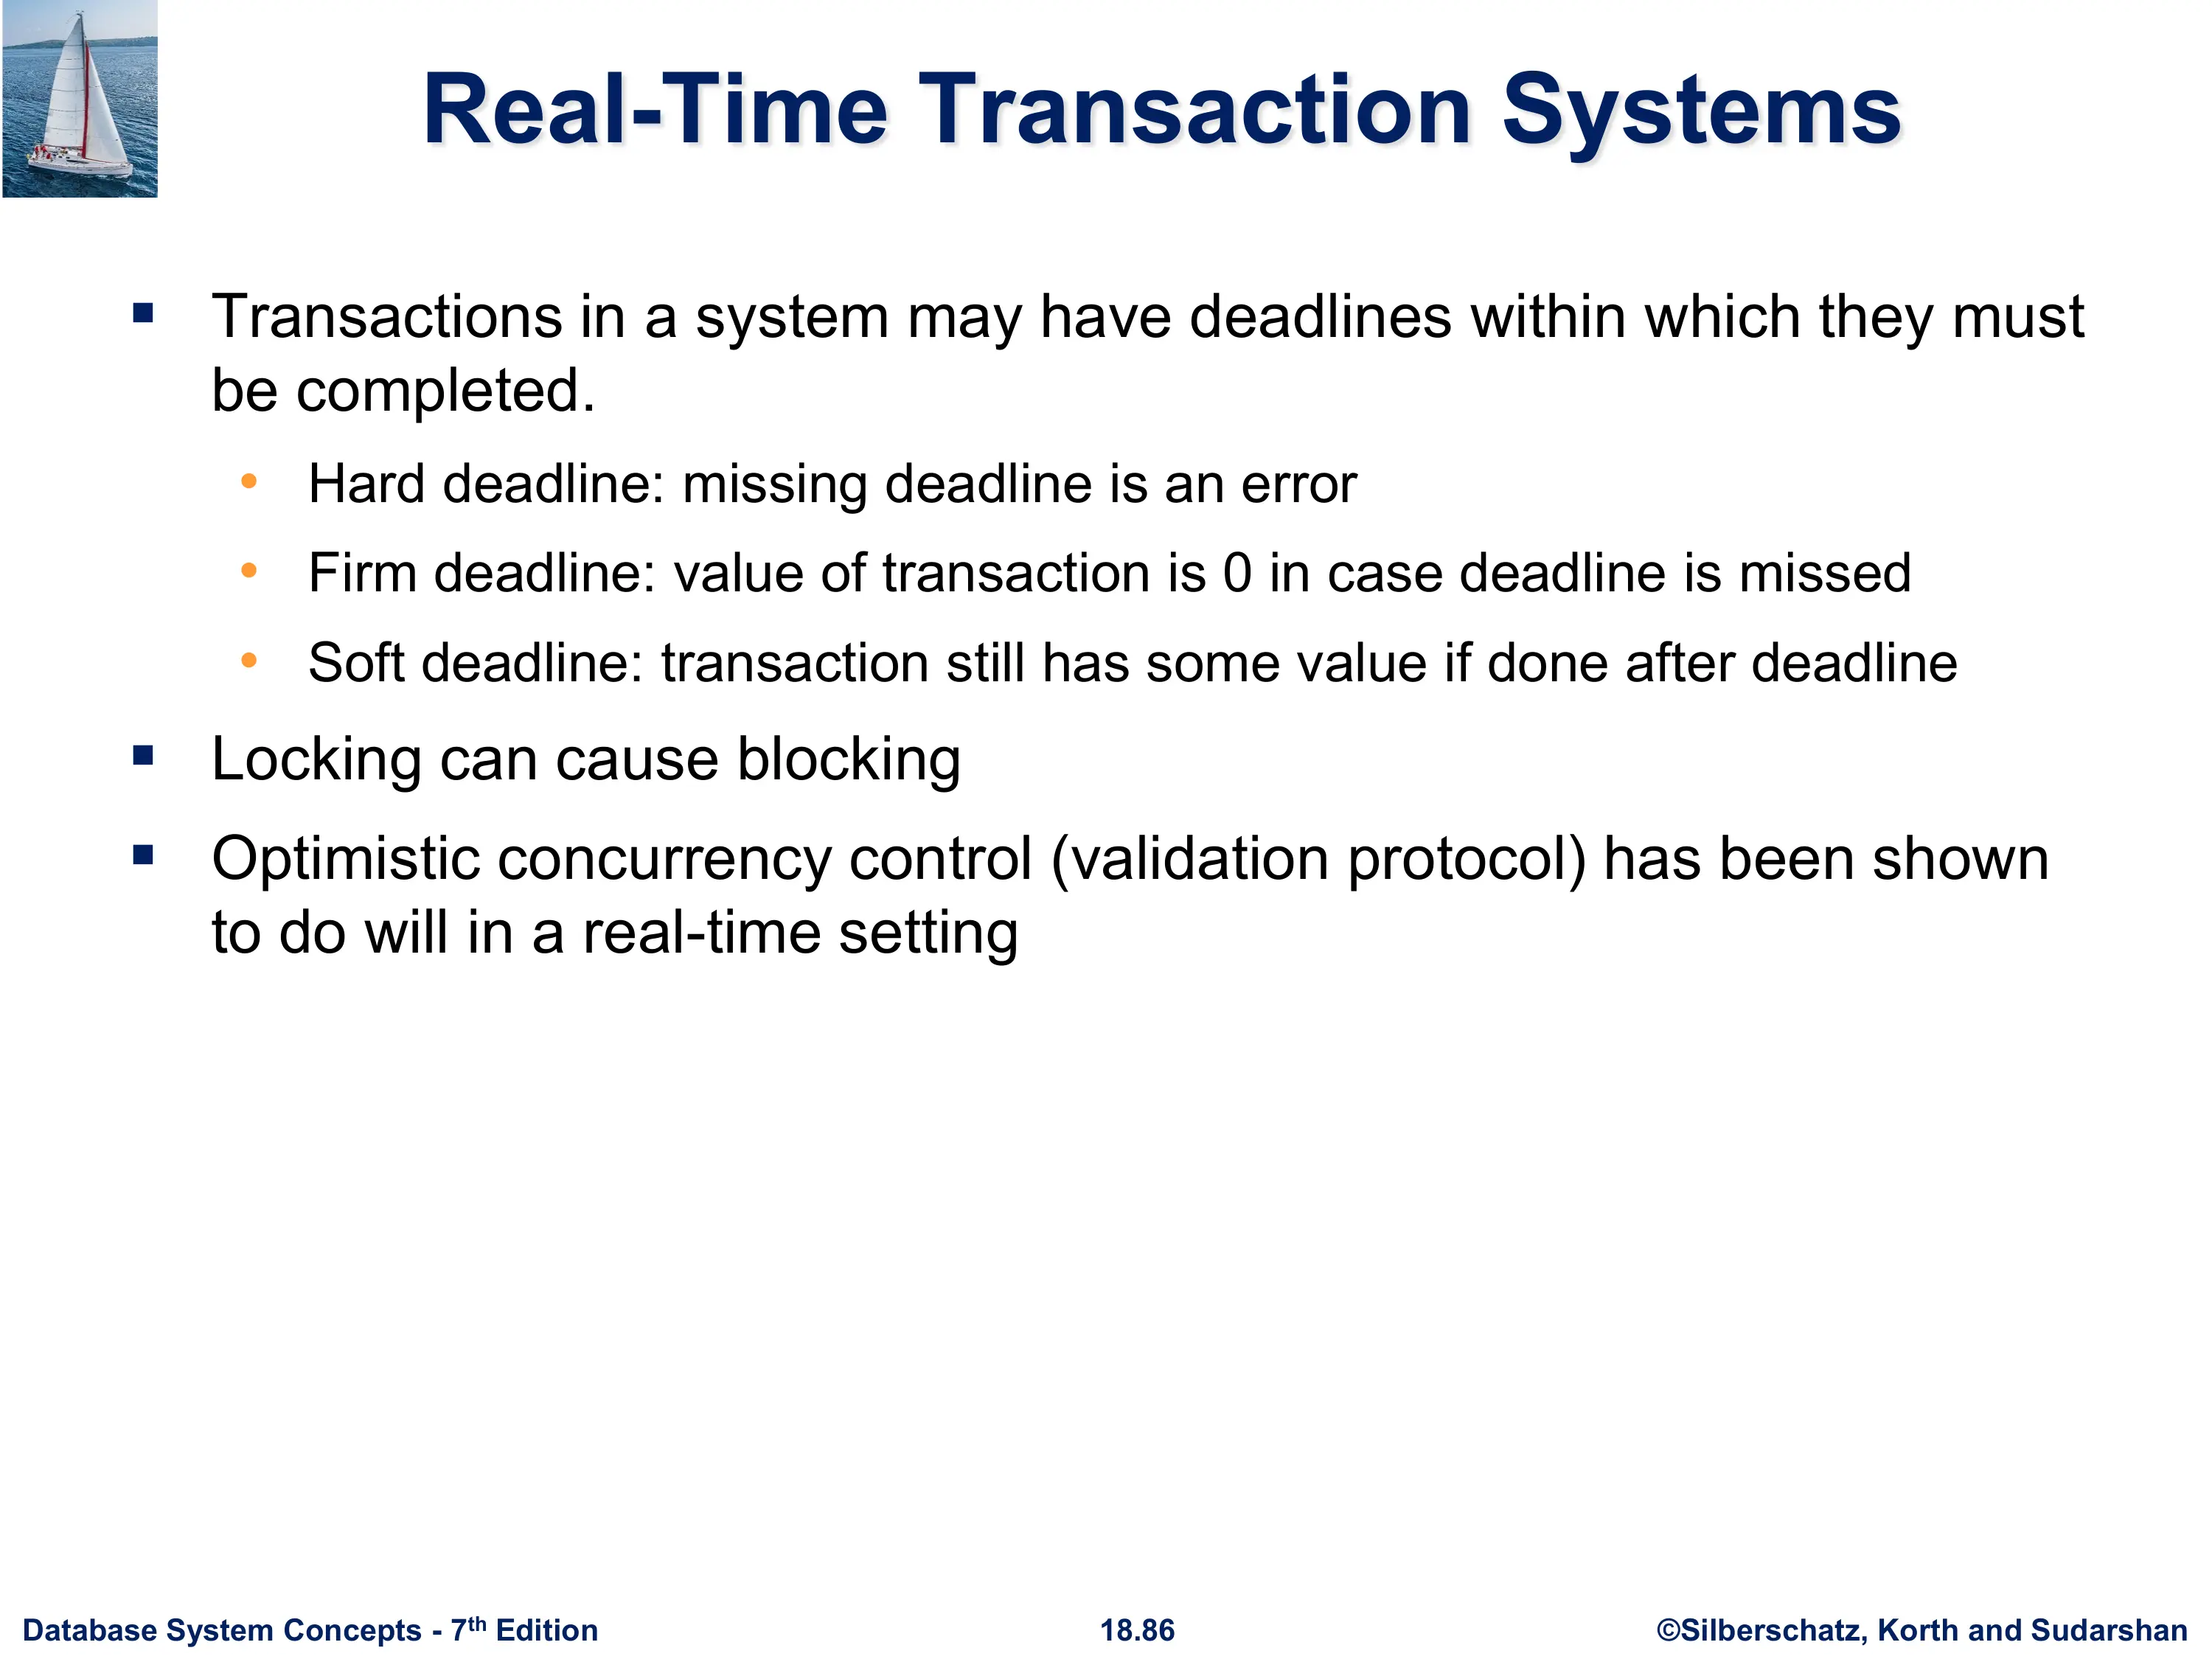 Real-Time Transaction Systems
▪ Transactions in a system may have deadlines within which they must
be completed.
• Hard deadline: missing deadline is an error
• Firm deadline: value of transaction is 0 in case deadline is missed
• Soft deadline: transaction still has some value if done after deadline
▪ Locking can cause blocking
▪ Optimistic concurrency control (validation protocol) has been shown
to do will in a real-time setting
Database System Concepts - 7th Edition 18.86 ©Silberschatz, Korth and Sudarshan